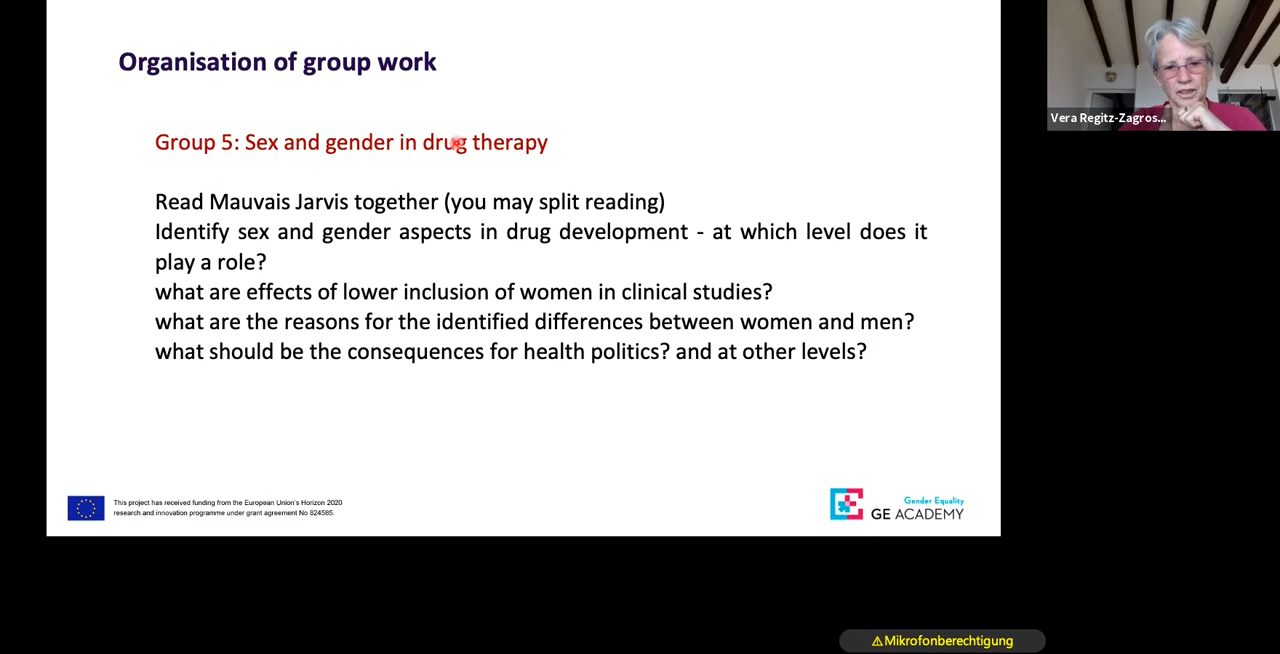 Organisation of group work
Vera Regitz-Zagros...
Group 5: Sex and gender in drug therapy
Read Mauvais Jarvis together (you may split reading)
Identify sex and gender aspects in drug development - at which level does it
play a role?
what are effects of lower inclusion of women in clinical studies?
what are the reasons for the identified differences between women and men?
what should be the consequences for health politics? and at other levels?
This project has received funding from the European Union's Horizon 2020
research and innovation programme under grant agreement No 824585.
Gender Equality
GE ACADEMY
⚠Mikrofonberechtigung